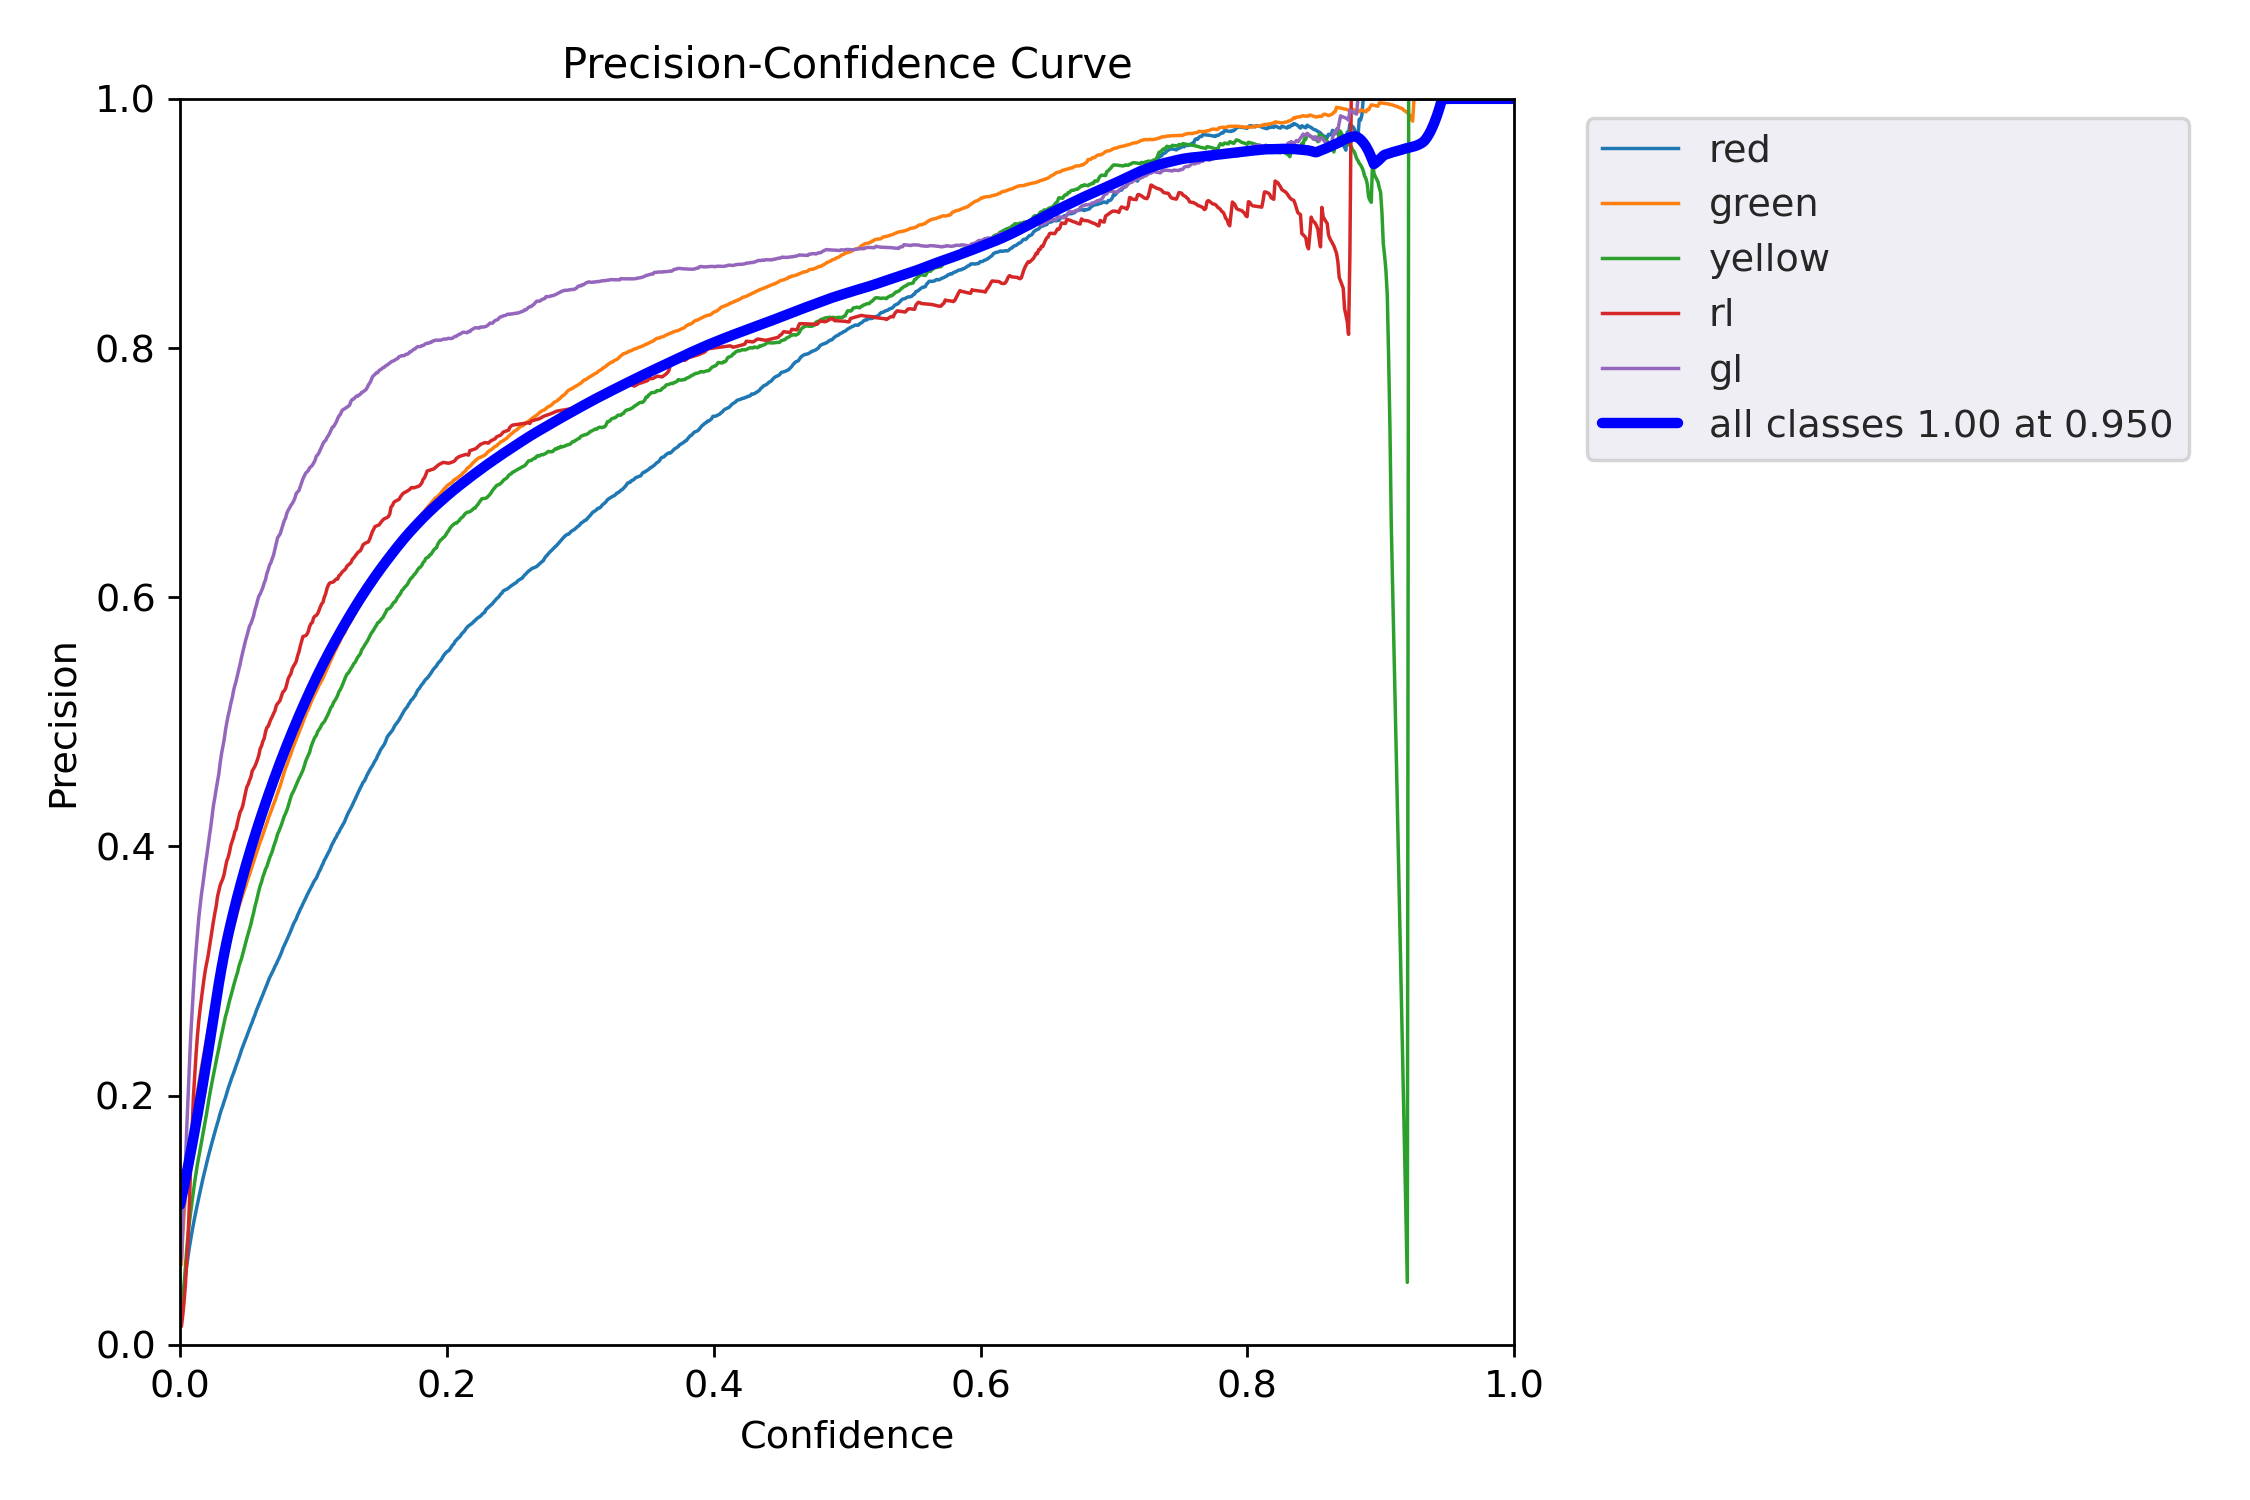 Precision-Confidence Curve
1.0
0.8
0.6
0.4
0.2
0.0
Precision
0.0 0.2 0.4 0.6 0.8 1.0
Confidence
red
green
yellow
rl
gl
all classes 1.00 at 0.950